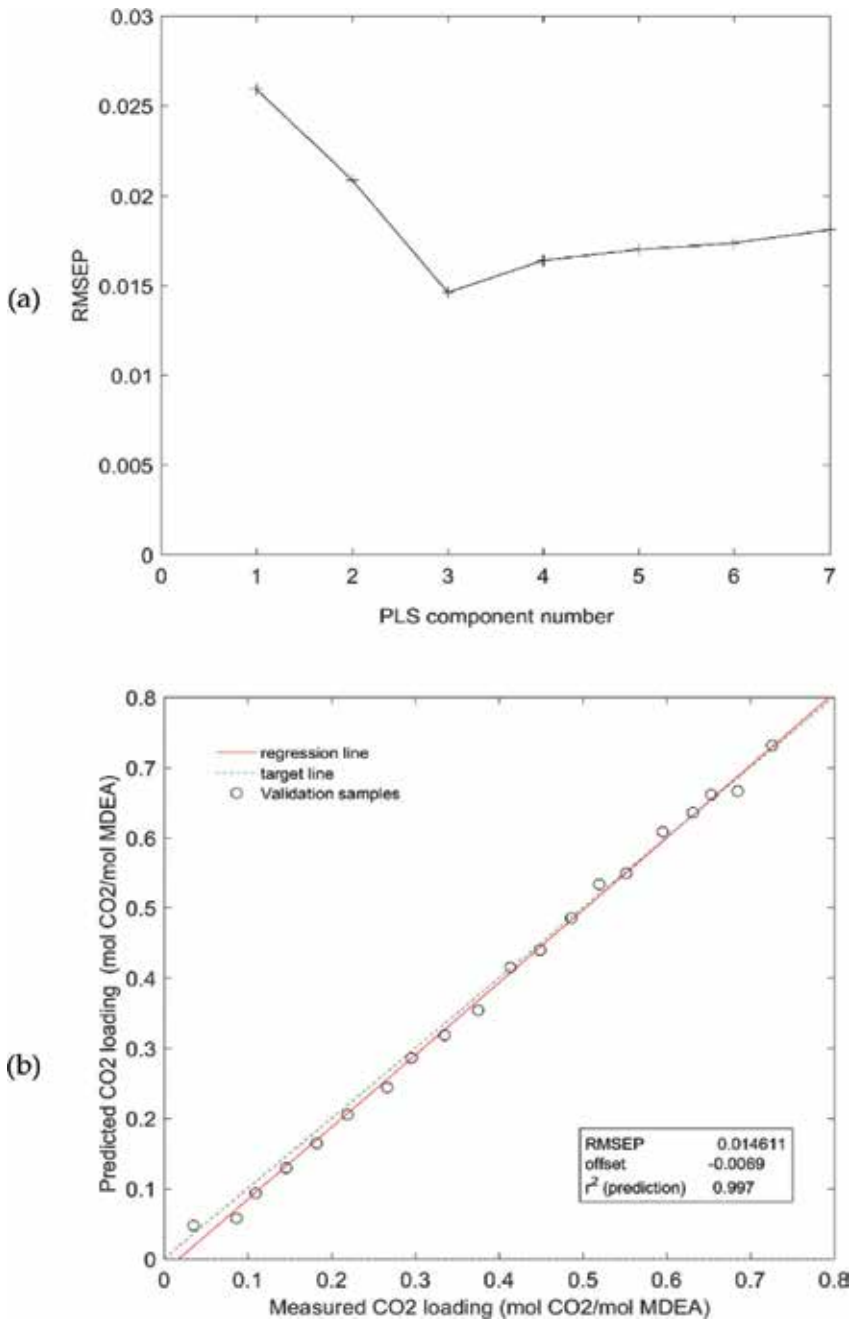 0.03
0.025
0.02
0.015
0.01
0.005
0
RMSEP
(a)
0 1 2 3 4 5 6 7
PLS component number
0.8
0.7
0.6
0.5
0.4
0.3
0.2
0.1
0
Predicted CO2 loading (mol CO2/mol MDEA)
(b)
regression line
target line
Validation samples
RMSEP 0.014611
offset -0.0069
r² (prediction) 0.997
0 0.1 0.2 0.3 0.4 0.5 0.6 0.7 0.8
Measured CO2 loading (mol CO2/mol MDEA)